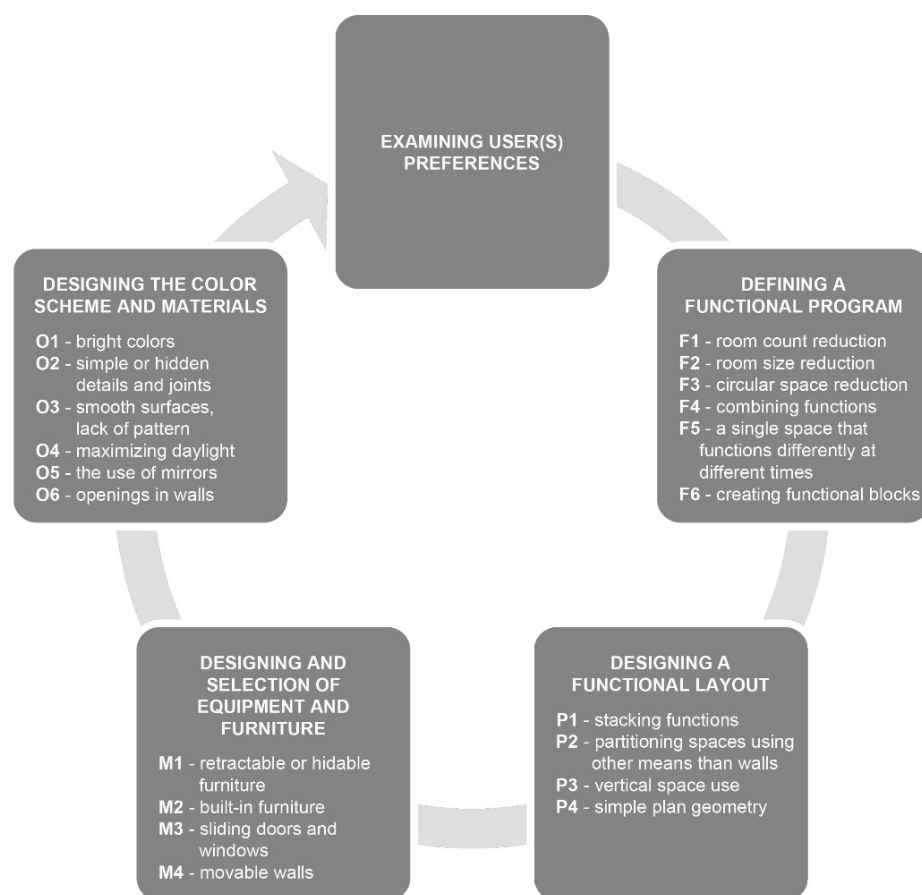 EXAMINING USER(S)
PREFERENCES
DEFINING A
FUNCTIONAL PROGRAM
F1 - room count reduction
F2 - room size reduction
F3 - circular space reduction
F4 - combining functions
F5 - a single space that
functions differently at
different times
F6 - creating functional blocks
DESIGNING A
FUNCTIONAL LAYOUT
P1 - stacking functions
P2 - partitioning spaces using
other means than walls
P3 - vertical space use
P4 - simple plan geometry
DESIGNING AND
SELECTION OF
EQUIPMENT AND
FURNITURE
M1 - retractable or hidable
furniture
M2 - built-in furniture
M3 - sliding doors and
windows
M4 - movable walls
DESIGNING THE COLOR
SCHEME AND MATERIALS
O1 - bright colors
O2 - simple or hidden
details and joints
O3 - smooth surfaces,
lack of pattern
O4 - maximizing daylight
O5 - the use of mirrors
O6 - openings in walls